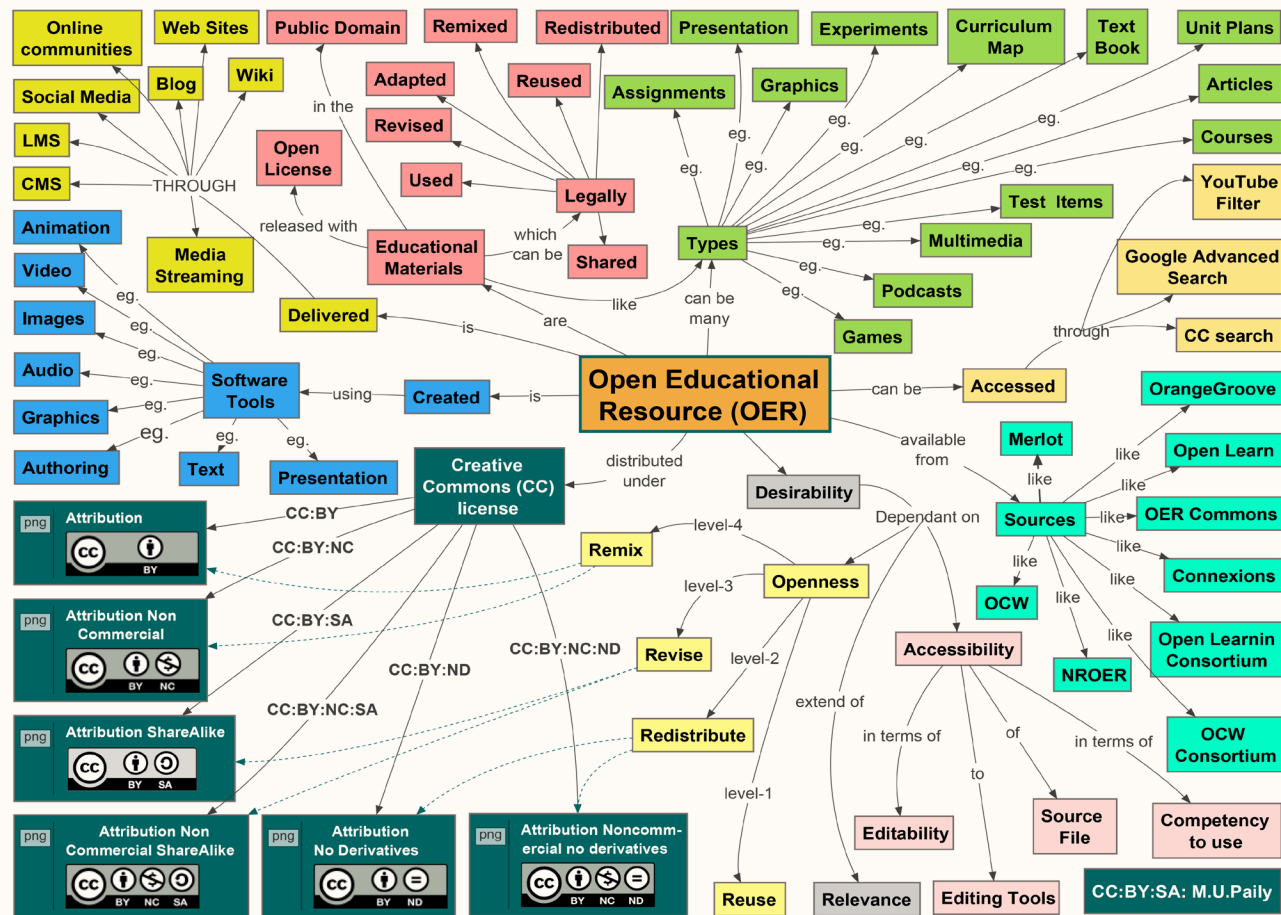 Online
communities
Web Sites
Public Domain
Remixed
Redistributed
Presentation
Experiments
Curriculum
Map
Text
Book
Unit Plans
Social Media
Blog
Wiki
Adapted
Reused
Assignments
Graphics
Articles
in the
Revised
LMS
Open
License
eg.
eg.
eg.
eg.
eg.
eg.
eg.
eg.
eg.
Courses
CMS
THROUGH
Used
Legally
YouTube
Filter
Test Items
Animation
released with
Educational
Materials
which
can be
Types
eg.
eg.
Multimedia
Media
Streaming
Shared
Google Advanced
Search
Video
eg.
Podcasts
like
can be
many
eg.
Images
eg.
eg.
Delivered
is
are
Games
through
CC search
Audio
eg.
Software
Tools
using
Created
is
Open Educational
Resource (OER)
can be
Accessed
OrangeGroove
Graphics
eg.
eg.
eg.
eg.
available
from
Merlot
Authoring
Text
Presentation
Creative
Commons (CC)
license
distributed
under
Desirability
like
like
Open Learn
like
Sources
like
OER Commons
png
Attribution
CC
BY
CC:BY
Dependant on
level-4
Remix
like
like
like
Connexions
CC:BY:NC
Openness
OCW
like
png
Attribution Non
Commercial
CC
BY NC
CC:BY:SA
level-3
Revise
CC:BY:ND
CC:BY:NC:ND
level-2
Accessibility
like
Open Learnin
Consortium
NROER
CC:BY:NC:SA
extend of
png
Attribution ShareAlike
CC
BY SA
Redistribute
in terms of
of
in terms of
OCW
Consortium
to
level-1
png
Attribution Non
Commercial ShareAlike
CC
BY NC SA
png
Attribution
No Derivatives
CC
BY ND
png
Attribution Noncomm-
ercial no derivatives
CC
BY NC ND
Editability
Source
File
Competency
to use
Reuse
Relevance
Editing Tools
CC:BY:SA: M.U.Paily